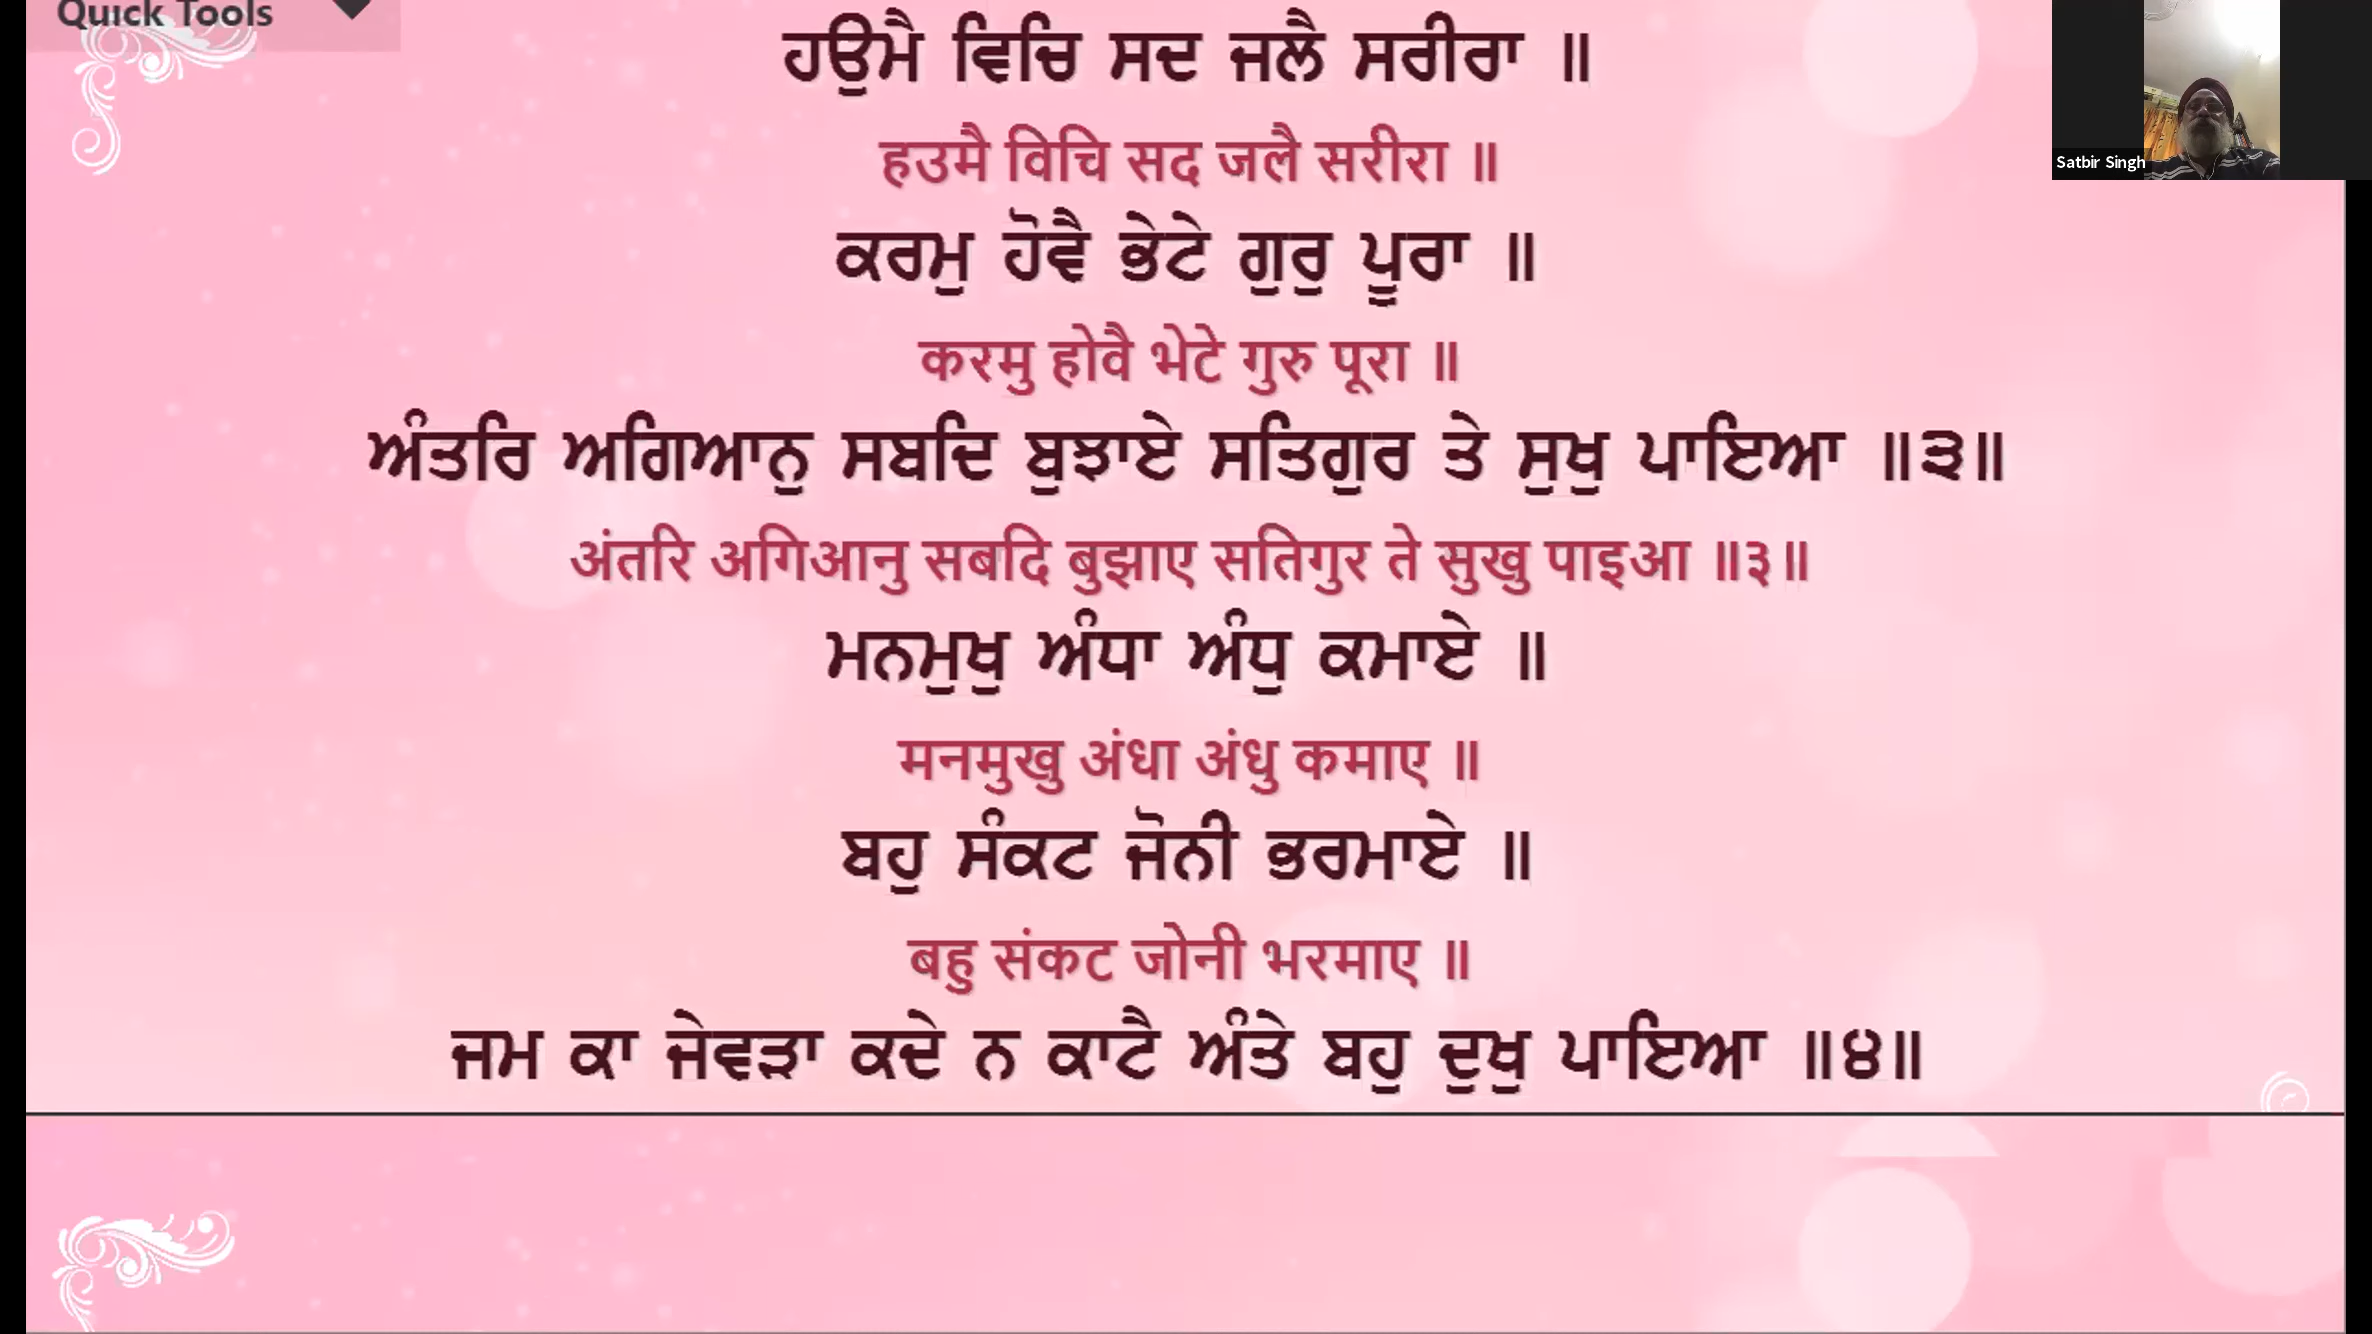 Quick Tools
ਹਉਮੈ ਵਿਚਿ ਸਦ ਜਲੈ ਸਰੀਰਾ ॥
हउमै विचि सद जलै सरीरा ॥
Satbir Singh
ਕਰਮੁ ਹੋਵੈ ਭੇਟੇ ਗੁਰੁ ਪੂਰਾ ॥
करमु होवै भेटे गुरु पूरा ॥
ਅੰਤਰਿ ਅਗਿਆਨੁ ਸਬਦਿ ਬੁਝਾਏ ਸਤਿਗੁਰ ਤੇ ਸੁਖੁ ਪਾਇਆ ॥੩॥
अंतरि अगिआनु सबदि बुझाए सतिगुर ते सुखु पाइआ ॥३॥
ਮਨਮੁਖੁ ਅੰਧਾ ਅੰਧੁ ਕਮਾਏ ॥
मनमुखु अंधा अंधु कमाए ॥
ਬਹੁ ਸੰਕਟ ਜੋਨੀ ਭਰਮਾਏ ॥
बहु संकट जोनी भरमाए ॥
ਜਮ ਕਾ ਜੇਵੜਾ ਕਦੇ ਨ ਕਾਟੈ ਅੰਤੇ ਬਹੁ ਦੁਖੁ ਪਾਇਆ ॥੪॥